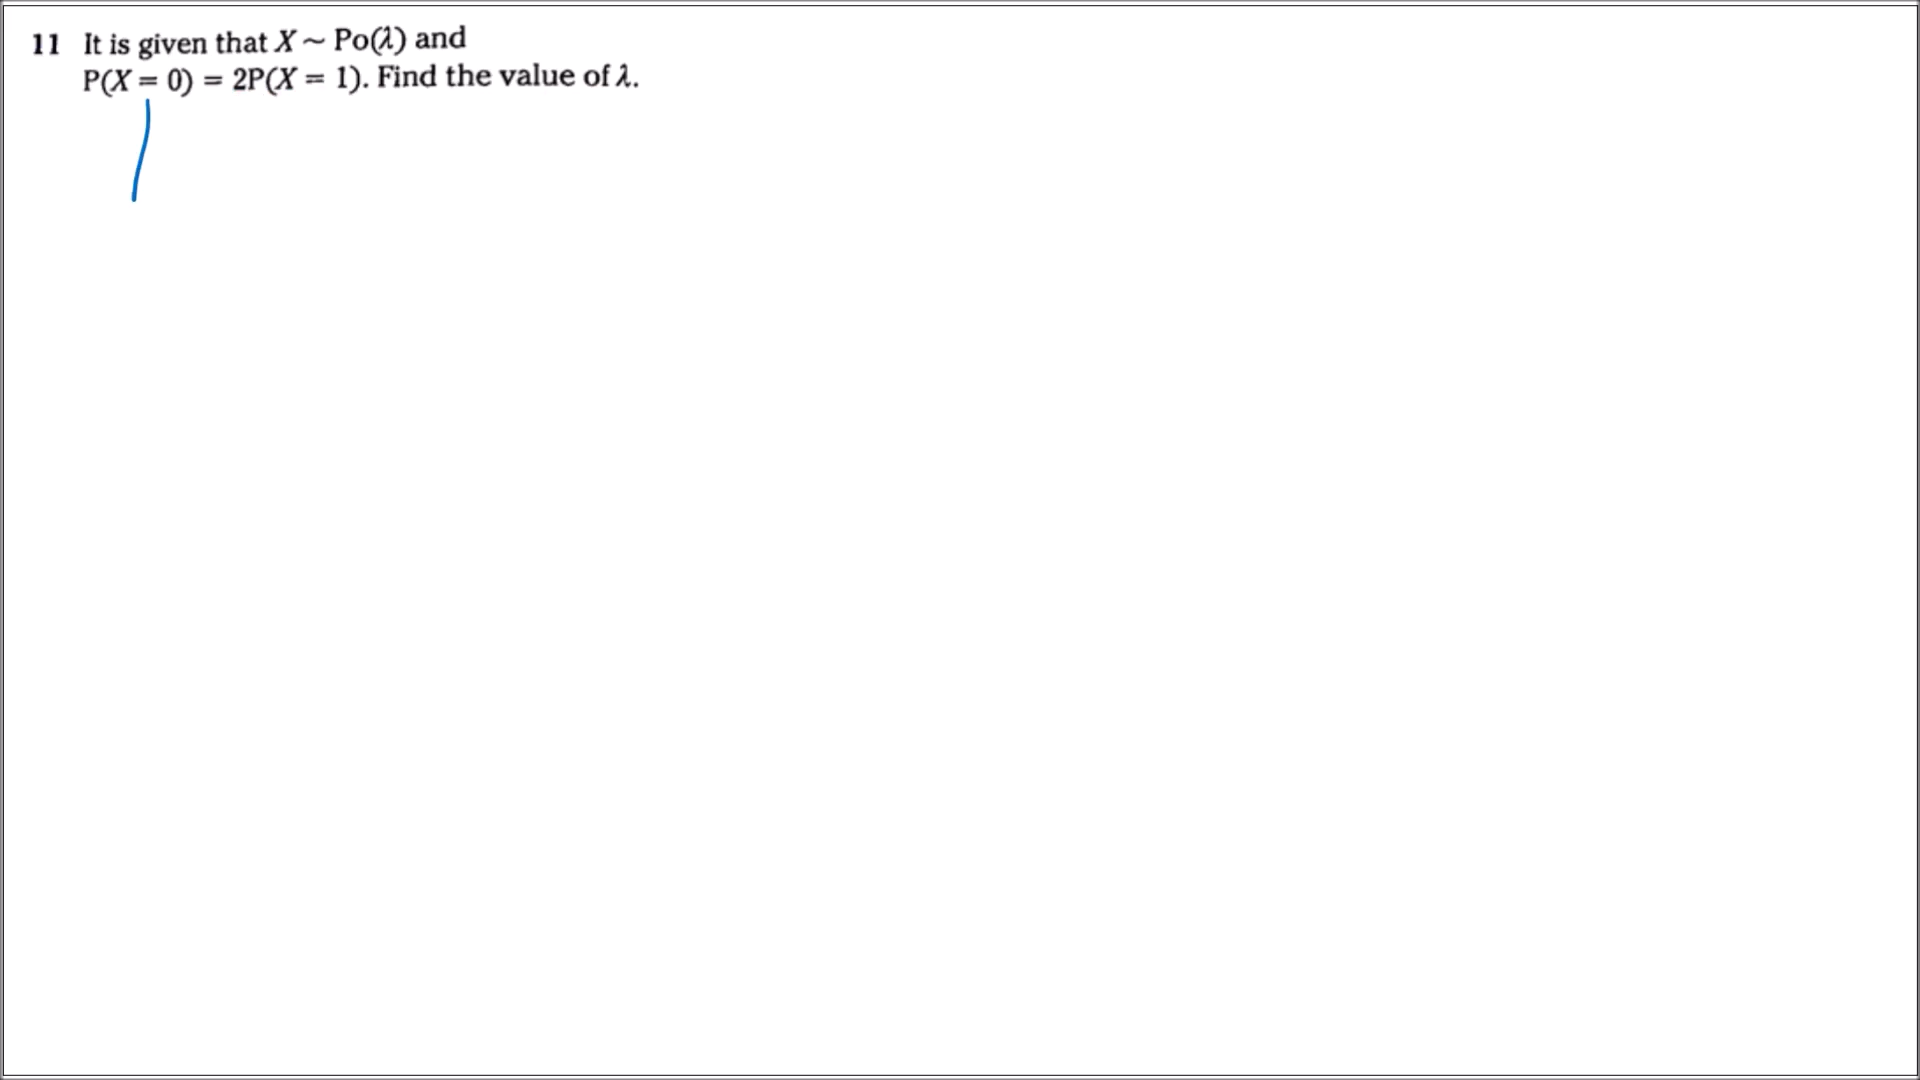 11 It is given that X ~ Po(λ) and
P(X = 0) = 2P(X = 1). Find the value of λ.